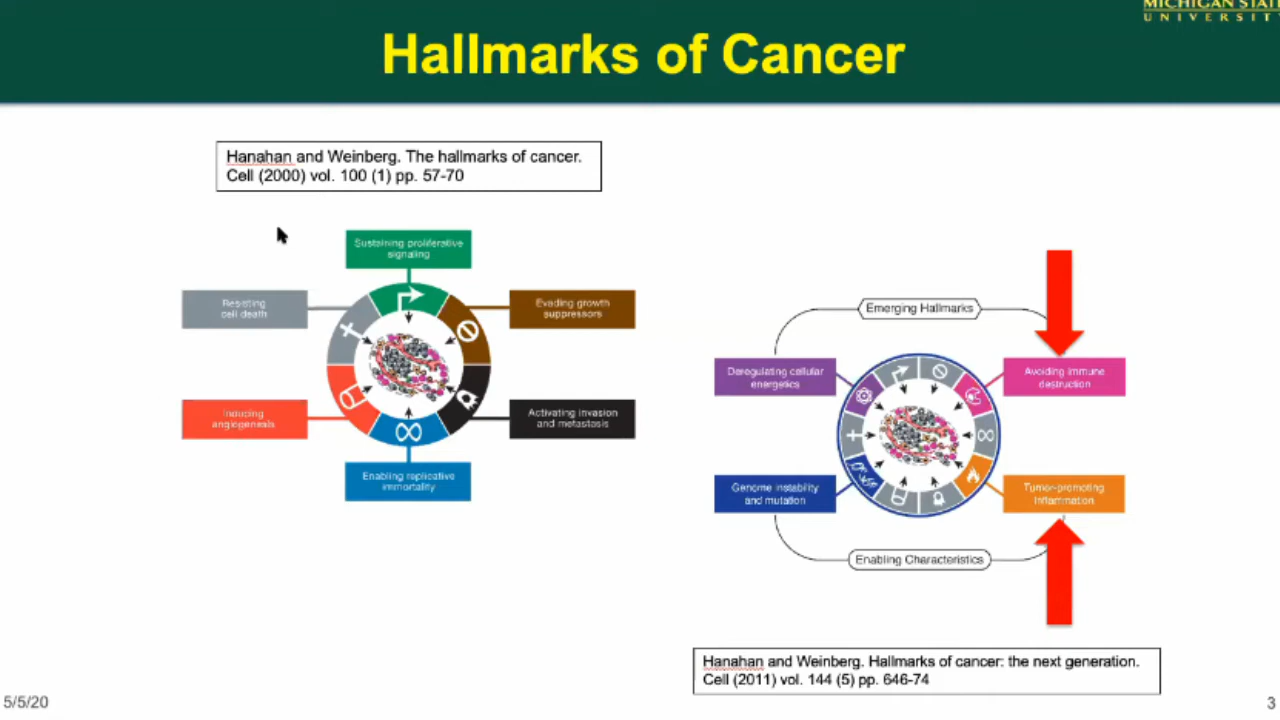 MICHIGAN STATE
UNIVERSITY
Hallmarks of Cancer
Hanahan and Weinberg. The hallmarks of cancer.
Cell (2000) vol. 100 (1) pp. 57-70
Sustaining proliferative
signaling
Resisting
cell death
Evading growth
suppressors
Inducing
angiogenesis
Activating invasion
and metastasis
Enabling replicative
immortality
Emerging Hallmarks
Deregulating cellular
energetics
Avoiding immune
destruction
Genome instability
and mutation
Tumor-promoting
Inflammation
Enabling Characteristics
Hanahan and Weinberg. Hallmarks of cancer: the next generation.
Cell (2011) vol. 144 (5) pp. 646-74
5/5/20
3